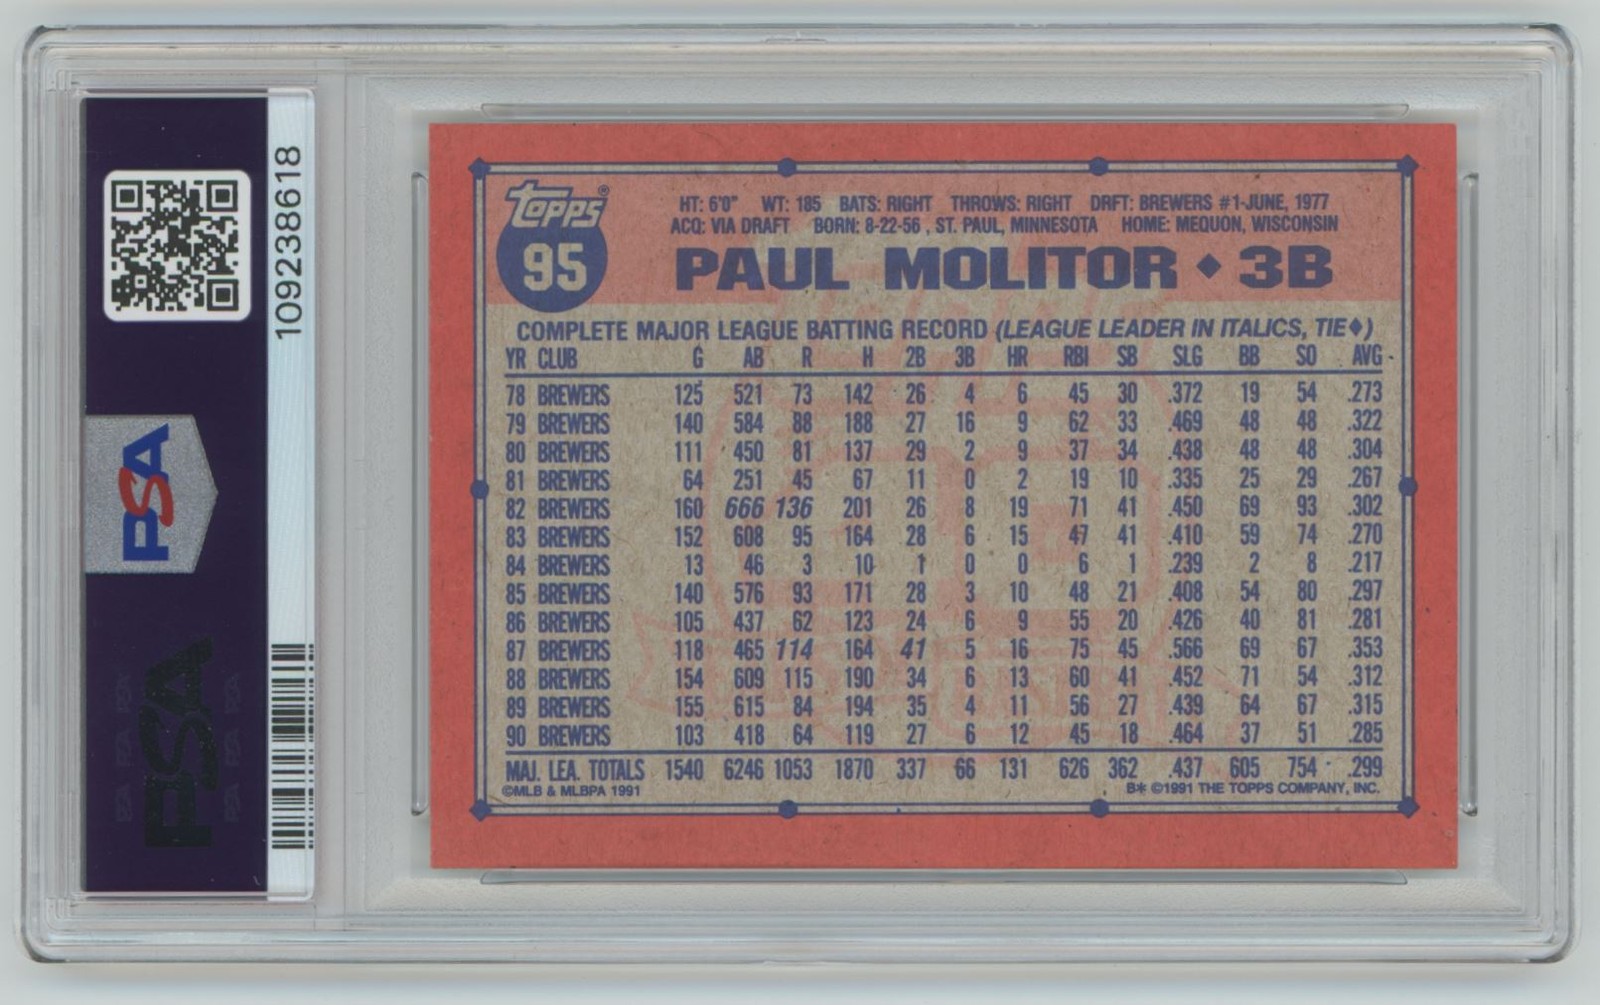 109238618
PSA
PSA
Topps®
95
HT: 6'0" WT: 185 BATS: RIGHT THROWS: RIGHT DRFT: BREWERS #1-JUNE, 1977
ACQ: VIA DRAFT BORN: 8-22-56 , ST. PAUL, MINNESOTA HOME: MEQUON, WISCONSIN
PAUL MOLITOR ♦ 3B
COMPLETE MAJOR LEAGUE BATTING RECORD (LEAGUE LEADER IN ITALICS, TIE♦)
YR CLUB G AB R H 2B 3B HR RBI SB SLG BB SO AVG
78 BREWERS 125 521 73 142 26 4 6 45 30 .372 19 54 .273
79 BREWERS 140 584 88 188 27 16 9 62 33 .469 48 48 .322
80 BREWERS 111 450 81 137 29 2 9 37 34 .438 48 48 .304
81 BREWERS 64 251 45 67 11 0 2 19 10 .335 25 29 .267
82 BREWERS 160 666 136 201 26 8 19 71 41 .450 69 93 .302
83 BREWERS 152 608 95 164 28 6 15 47 41 .410 59 74 .270
84 BREWERS 13 46 3 10 1 0 0 6 1 .239 2 8 .217
85 BREWERS 140 576 93 171 28 3 10 48 21 .408 54 80 .297
86 BREWERS 105 437 62 123 24 6 9 55 20 .426 40 81 .281
87 BREWERS 118 465 114 164 41 5 16 75 45 .566 69 67 .353
88 BREWERS 154 609 115 190 34 6 13 60 41 .452 71 54 .312
89 BREWERS 155 615 84 194 35 4 11 56 27 .439 64 67 .315
90 BREWERS 103 418 64 119 27 6 12 45 18 .464 37 51 .285
MAJ. LEA. TOTALS 1540 6246 1053 1870 337 66 131 626 362 .437 605 754 .299
©MLB & MLBPA 1991 B* ©1991 THE TOPPS COMPANY, INC.